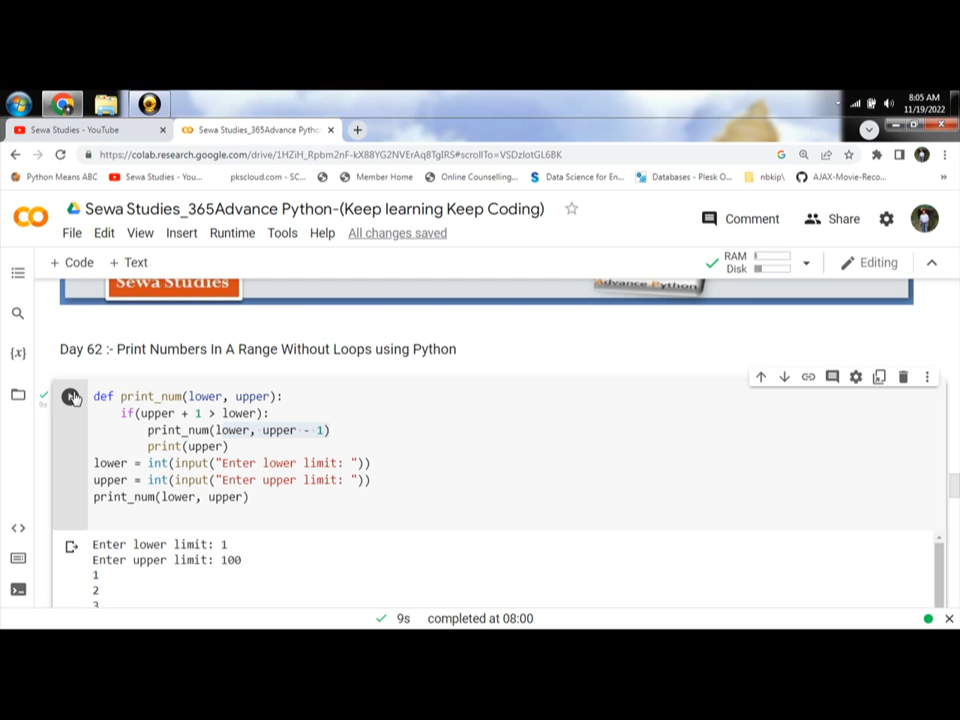 8:05 AM
11/19/2022
Sewa Studies - YouTube
Sewa Studies_365Advance Pytho
https://colab.research.google.com/drive/1HZiH_Rpbm2nF-kX88YG2NVErAq8TgIRS#scrollTo=VSDzIotGL6BK
Python Means ABC
Sewa Studies - You...
pkscloud.com - SC...
Member Home
Online Counselling...
Data Science for En...
Databases - Plesk O...
nbkip\
AJAX-Movie-Reco...
»
CO
Sewa Studies_365Advance Python-(Keep learning Keep Coding)
Comment
Share
File Edit View Insert Runtime Tools Help All changes saved
+ Code + Text
RAM
Disk
Editing
Sewa Studies
Advance Python
Day 62 :- Print Numbers In A Range Without Loops using Python
9s
def print_num(lower, upper):
if(upper + 1 > lower):
print_num(lower, upper - 1)
print(upper)
lower = int(input("Enter lower limit: "))
upper = int(input("Enter upper limit: "))
print_num(lower, upper)
Enter lower limit: 1
Enter upper limit: 100
1
2
3
9s completed at 08:00